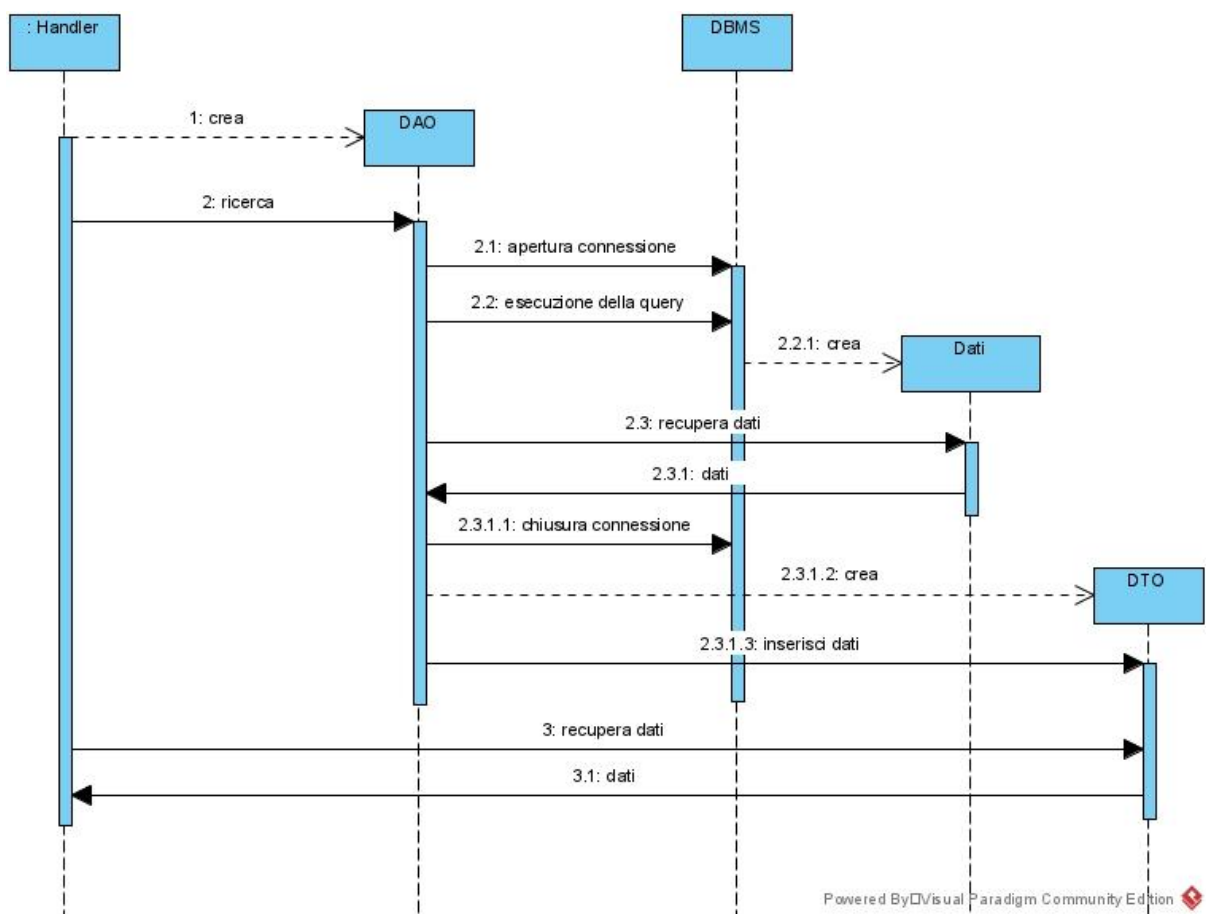 : Handler
DBMS
1: crea
DAO
2: ricerca
2.1: apertura connessione
2.2: esecuzione della query
2.2.1: crea
Dati
2.3: recupera dati
2.3.1: dati
2.3.1.1: chiusura connessione
2.3.1.2: crea
DTO
2.3.1.3: inserisci dati
3: recupera dati
3.1: dati
Powered By□Visual Paradigm Community Edition